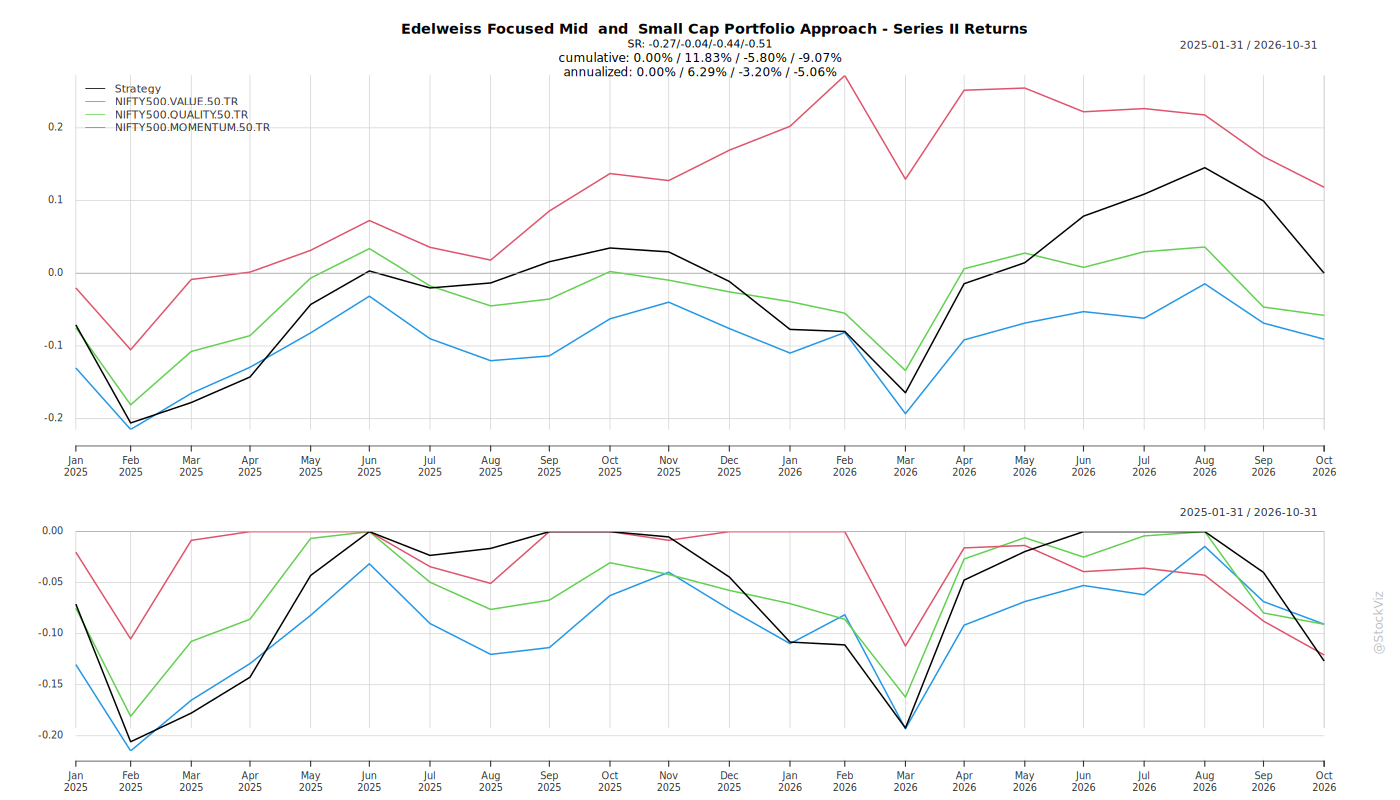 Edelweiss Focused Mid  and  Small Cap Portfolio Approach - Series II Returns
SR: -0.27/-0.04/-0.44/-0.51
cumulative: 0.00% / 11.83% / -5.80% / -9.07%
annualized: 0.00% / 6.29% / -3.20% / -5.06%
2025-01-31 / 2026-10-31
Strategy
NIFTY500.VALUE.50.TR
NIFTY500.QUALITY.50.TR
NIFTY500.MOMENTUM.50.TR
0.2
0.1
0.0
-0.1
-0.2
Jan Feb Mar Apr May Jun Jul Aug Sep Oct Nov Dec Jan Feb Mar Apr May Jun Jul Aug Sep Oct
2025 2025 2025 2025 2025 2025 2025 2025 2025 2025 2025 2025 2026 2026 2026 2026 2026 2026 2026 2026 2026 2026
2025-01-31 / 2026-10-31
0.00
-0.05
-0.10
-0.15
-0.20
Jan Feb Mar Apr May Jun Jul Aug Sep Oct Nov Dec Jan Feb Mar Apr May Jun Jul Aug Sep Oct
2025 2025 2025 2025 2025 2025 2025 2025 2025 2025 2025 2025 2026 2026 2026 2026 2026 2026 2026 2026 2026 2026
@StockViz